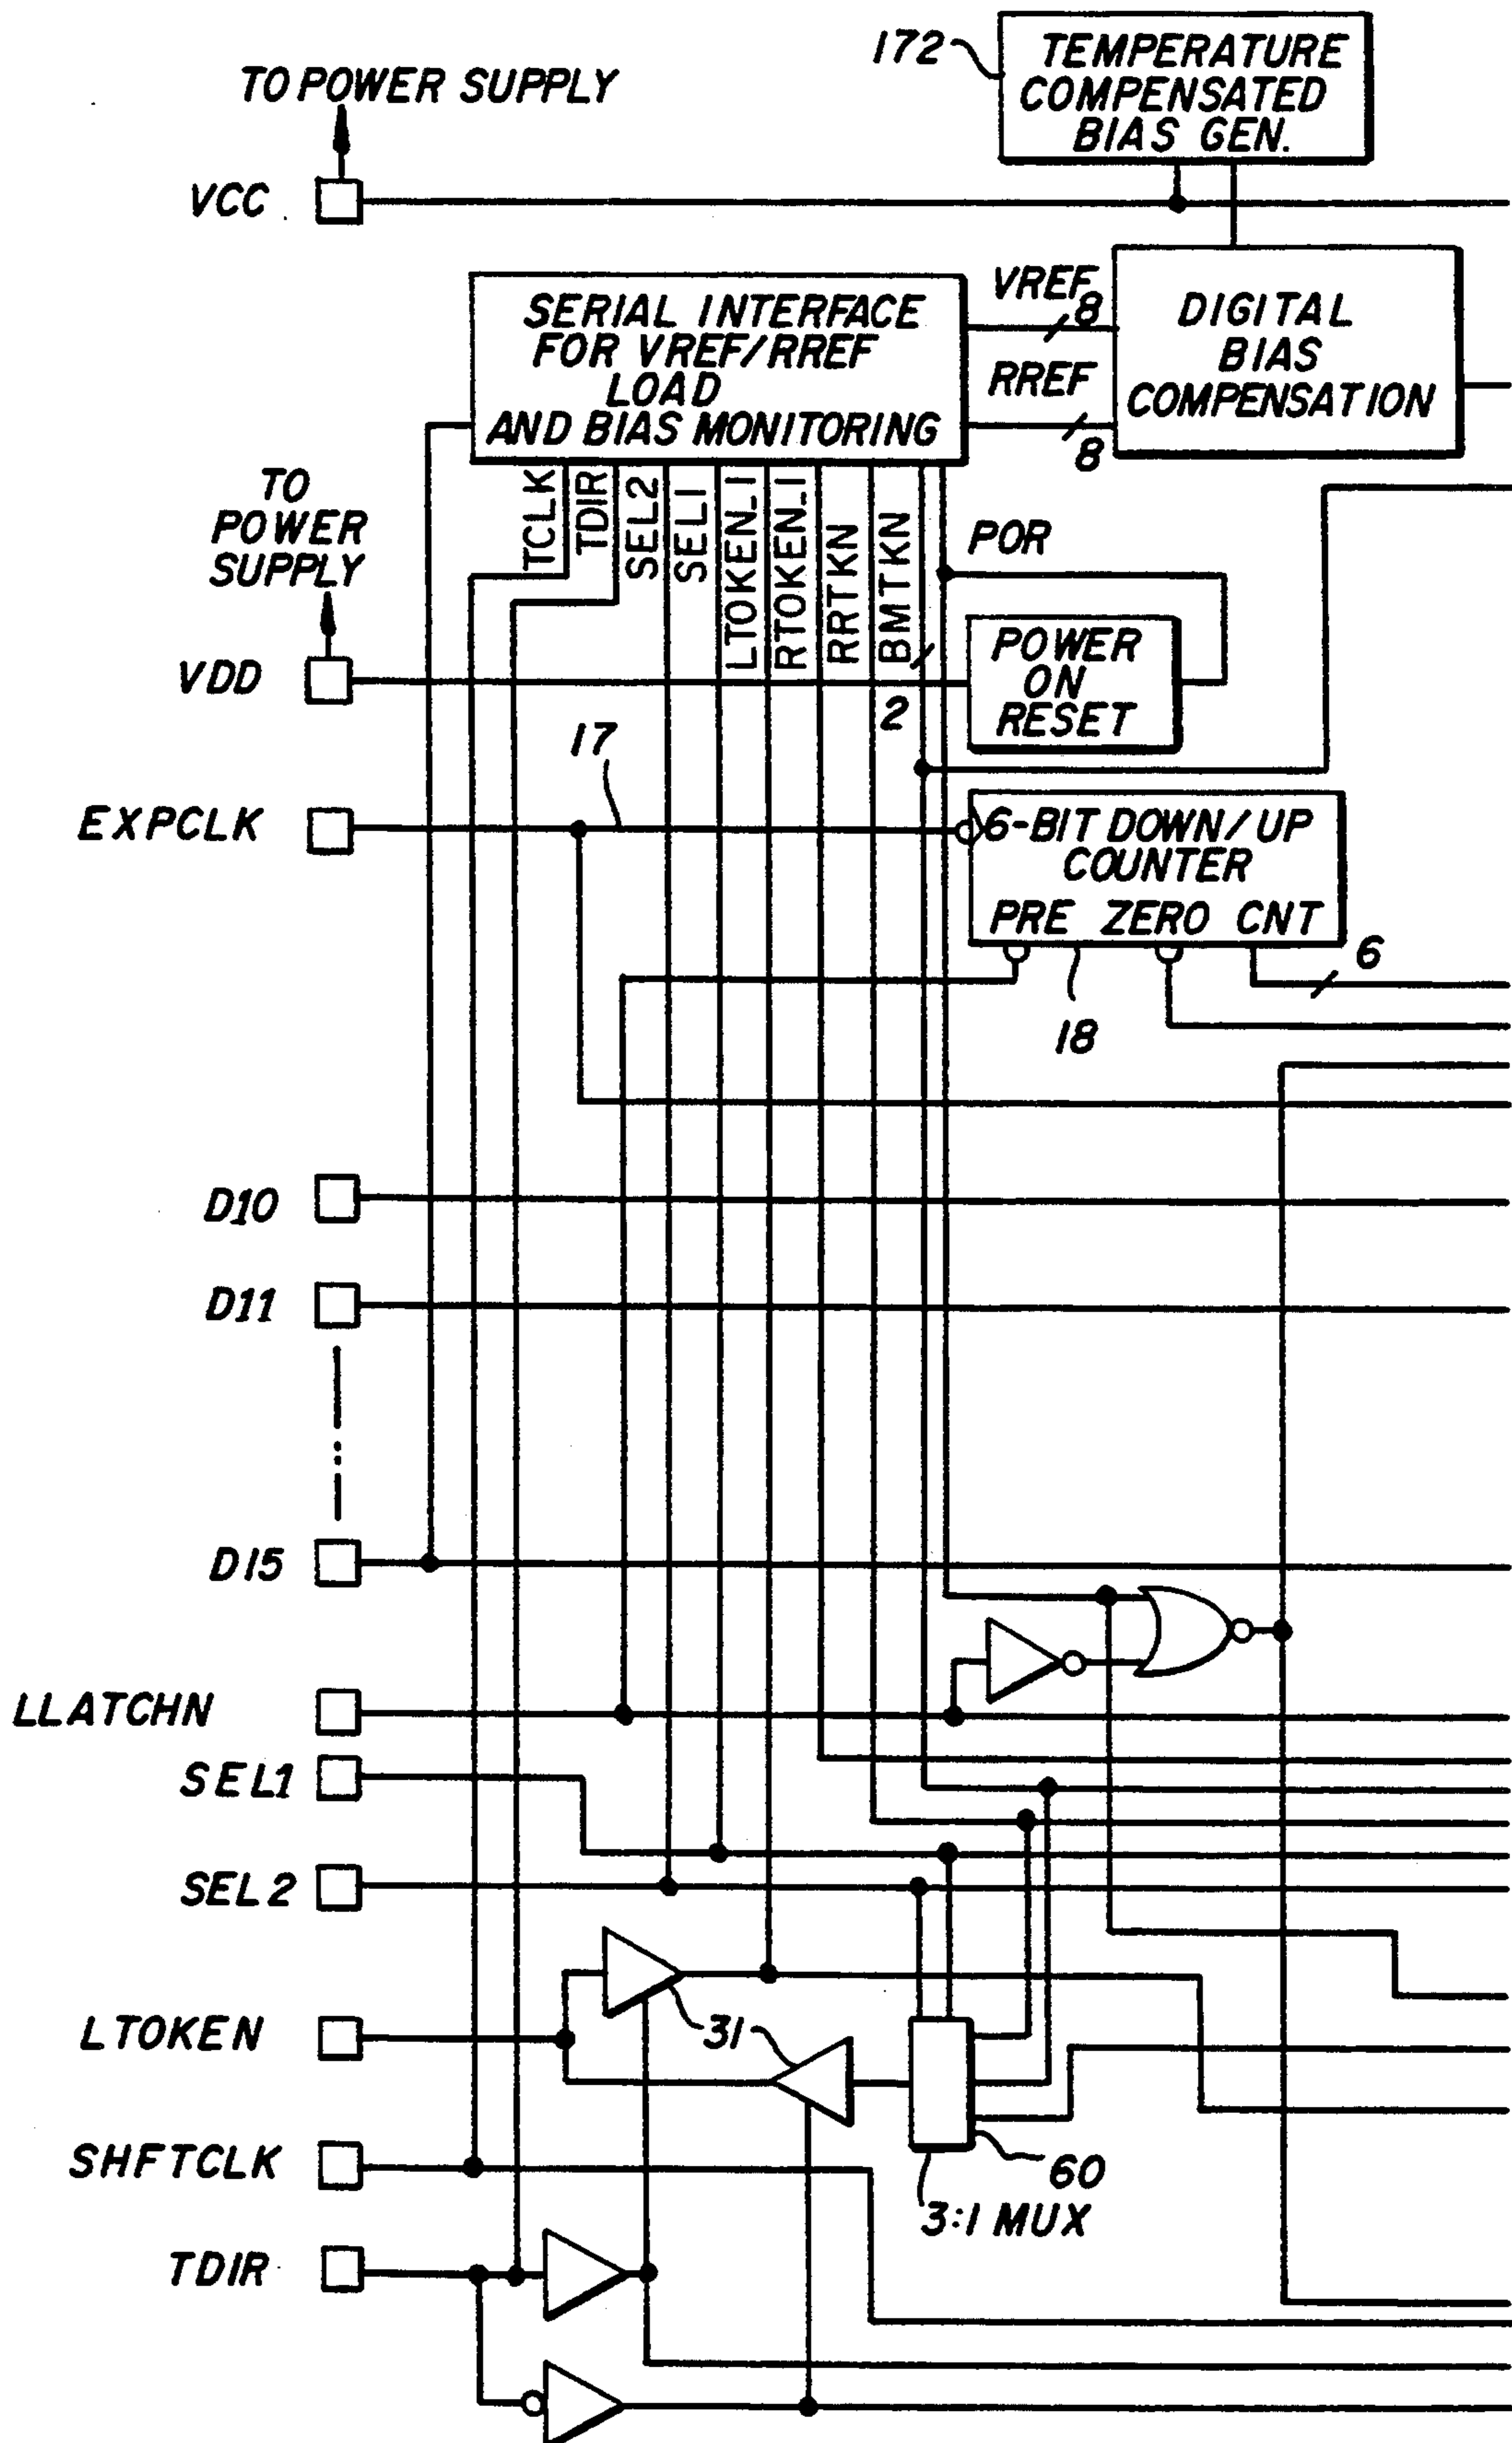 172
TEMPERATURE
COMPENSATED
BIAS GEN.
TO POWER SUPPLY
VCC
SERIAL INTERFACE
FOR VREF/RREF
LOAD
AND BIAS MONITORING
VREF
8
RREF
8
DIGITAL
BIAS
COMPENSATION
TO
POWER
SUPPLY
TCLK
TDIR
SEL2
SEL1
LTOKEN_I
RTOKEN_I
RRTKN
BMTKN
POR
VDD
2
POWER
ON
RESET
17
EXPCLK
6-BIT DOWN/UP
COUNTER
PRE ZERO CNT
6
18
D10
D11
D15
LLATCHN
SEL1
SEL2
LTOKEN
31
SHFTCLK
60
3:1 MUX
TDIR